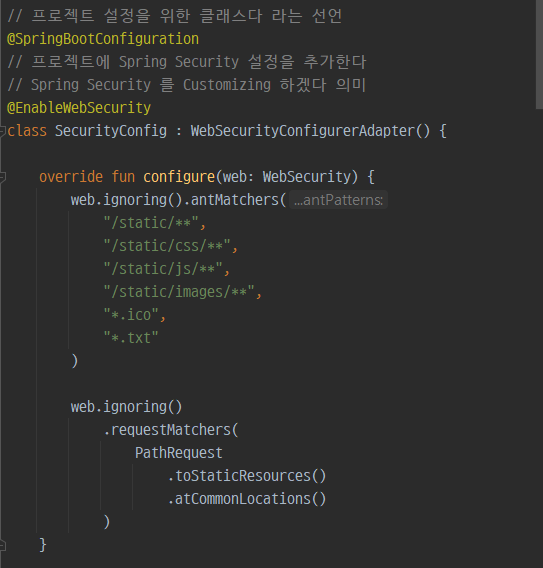 // 프로젝트 설정을 위한 클래스다 라는 선언
@SpringBootConfiguration
// 프로젝트에 Spring Security 설정을 추가한다
// Spring Security 를 Customizing 하겠다 의미
@EnableWebSecurity
class SecurityConfig : WebSecurityConfigurerAdapter() {
override fun configure(web: WebSecurity) {
web.ignoring().antMatchers( ...antPatterns:
"/static/**",
"/static/css/**",
"/static/js/**",
"/static/images/**",
"*.ico",
"*.txt"
)
web.ignoring()
.requestMatchers(
PathRequest
.toStaticResources()
.atCommonLocations()
)
}